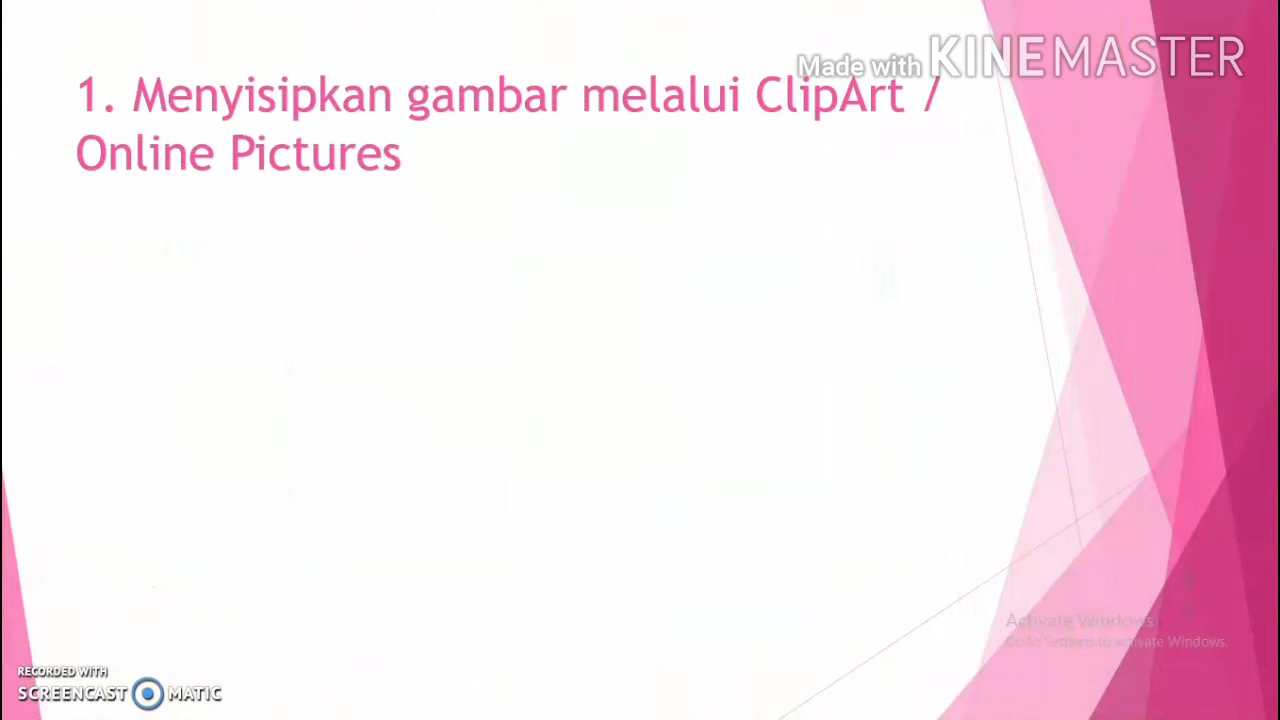 Made with KINEMASTER
1. Menyisipkan gambar melalui ClipArt /
Online Pictures
Activate Windows
Go to Settings to activate Windows.
RECORDED WITH
SCREENCAST MATIC